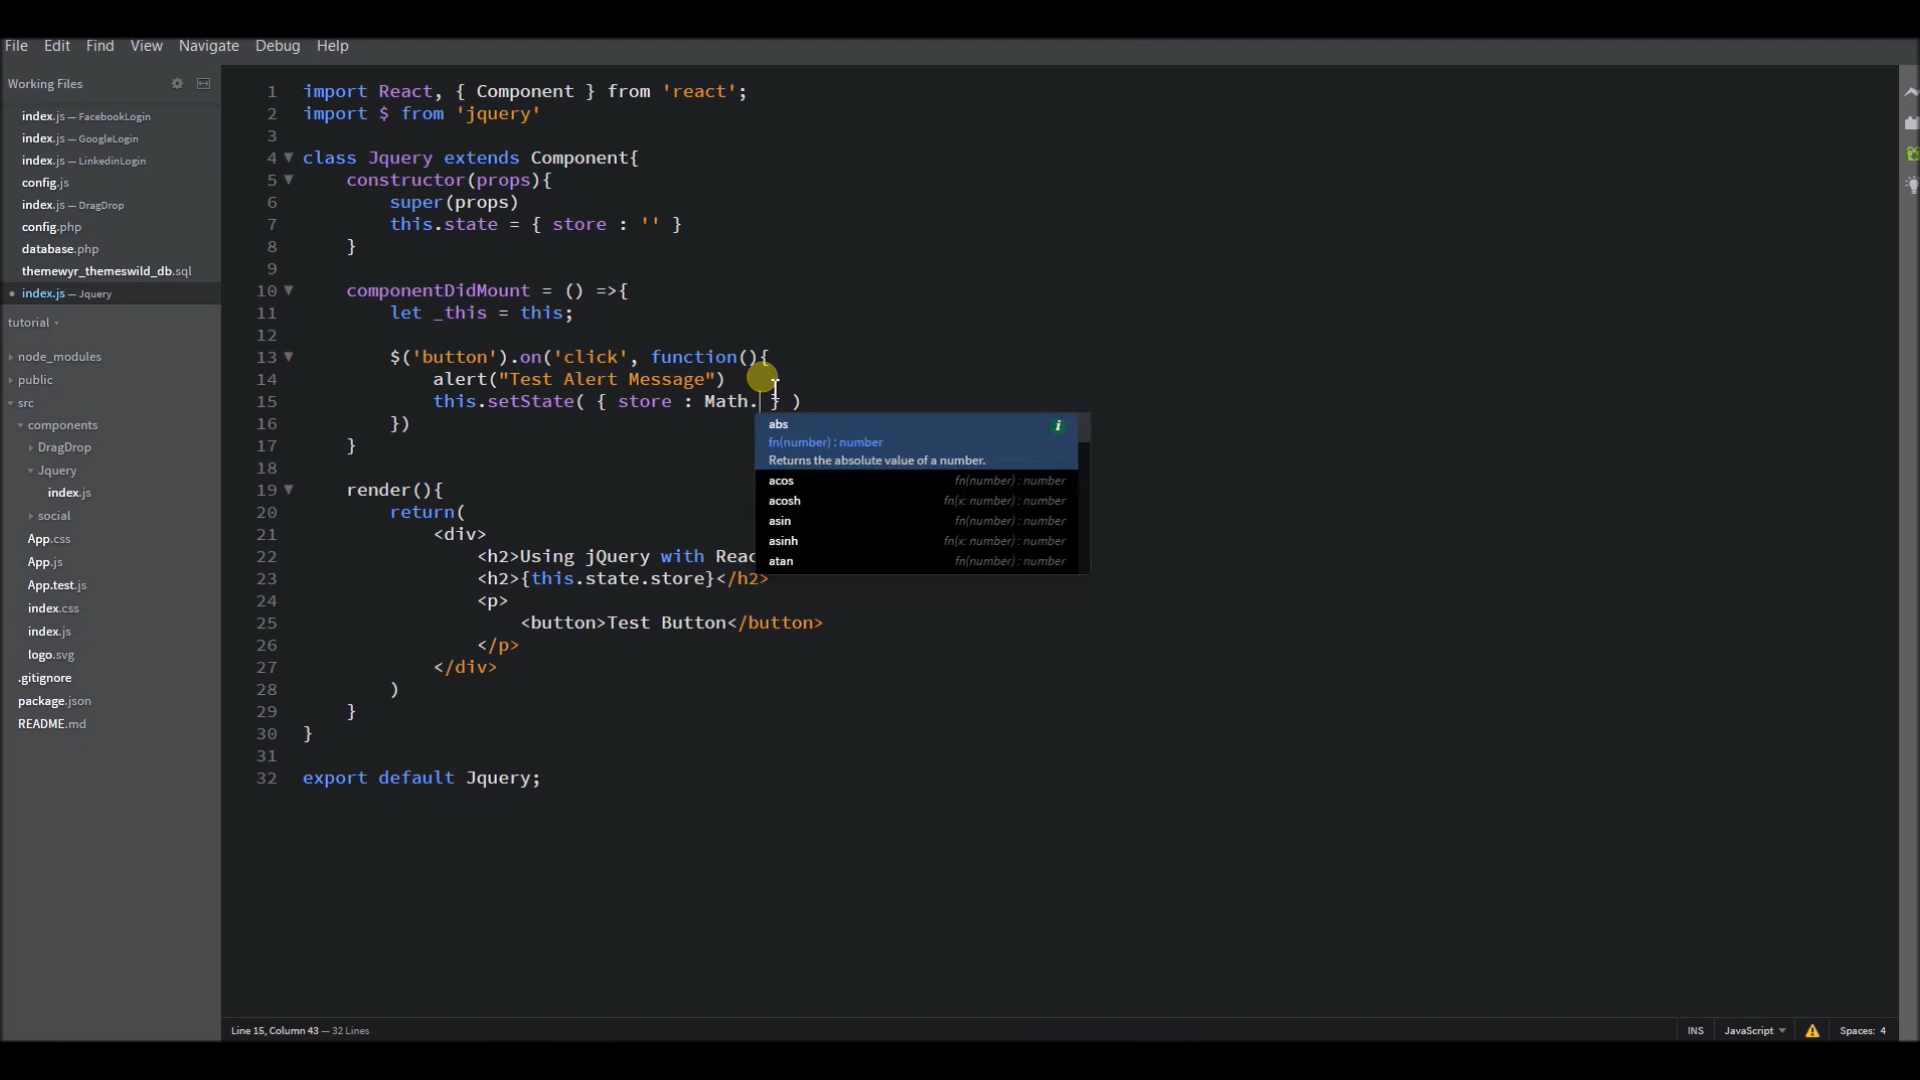 File Edit Find View Navigate Debug Help
Working Files
index.js — FacebookLogin
index.js — GoogleLogin
index.js — LinkedinLogin
config.js
index.js — DragDrop
config.php
database.php
themewyr_themeswild_db.sql
index.js — Jquery
tutorial
node_modules
public
src
components
DragDrop
Jquery
index.js
social
App.css
App.js
App.test.js
index.css
index.js
logo.svg
.gitignore
package.json
README.md
1 import React, { Component } from 'react';
2 import $ from 'jquery'
3
4 class Jquery extends Component{
5 constructor(props){
6 super(props)
7 this.state = { store : '' }
8 }
9
10 componentDidMount = () =>{
11 let _this = this;
12
13 $('button').on('click', function(){
14 alert("Test Alert Message")
15 this.setState( { store : Math. } )
16 })
17 }
18
19 render(){
20 return(
21 <div>
22 <h2>Using jQuery with Reac
23 <h2>{this.state.store}</h2>
24 <p>
25 <button>Test Button</button>
26 </p>
27 </div>
28 )
29 }
30 }
31
32 export default Jquery;
abs
fn(number) : number
Returns the absolute value of a number.
acos fn(number) : number
acosh fn(x: number) : number
asin fn(number) : number
asinh fn(x: number) : number
atan fn(number) : number
Line 15, Column 43 — 32 Lines
INS JavaScript Spaces: 4